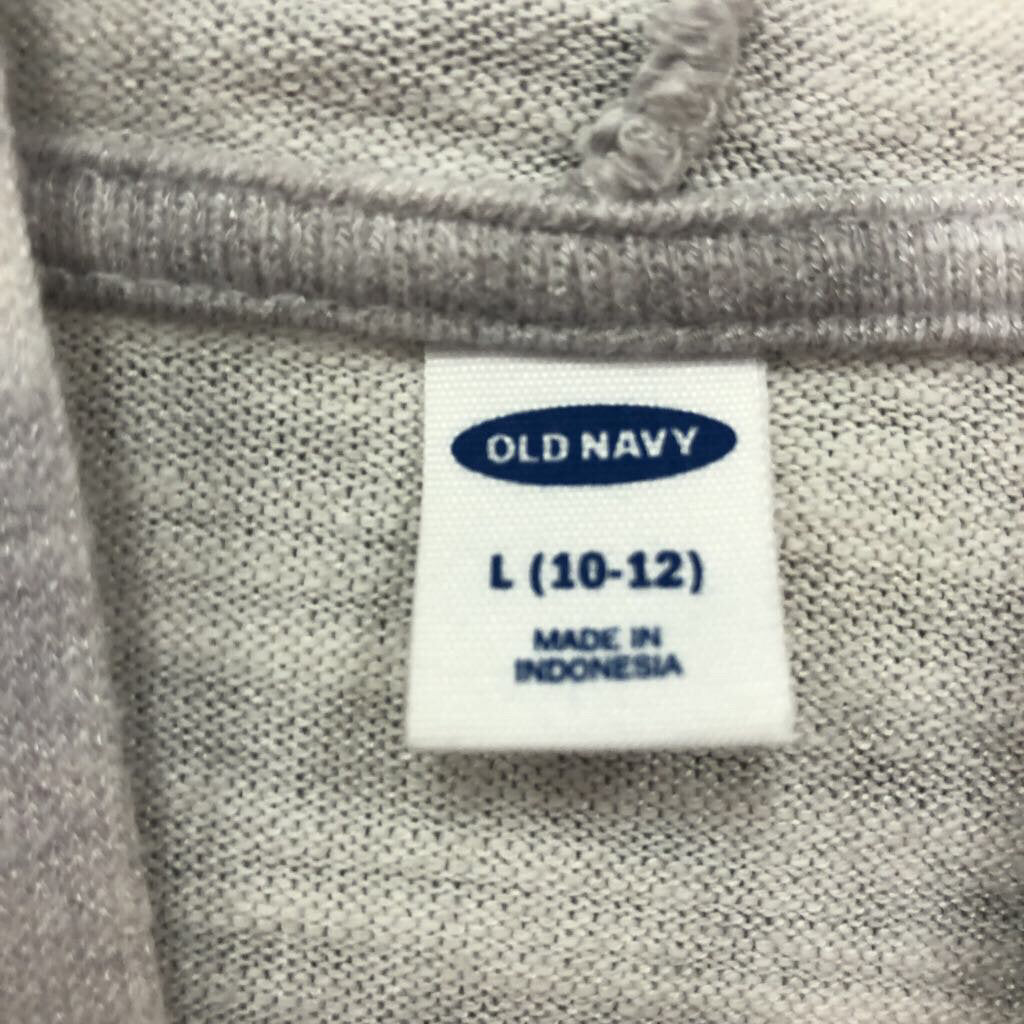 OLD NAVY
L (10-12)
MADE IN
INDONESIA